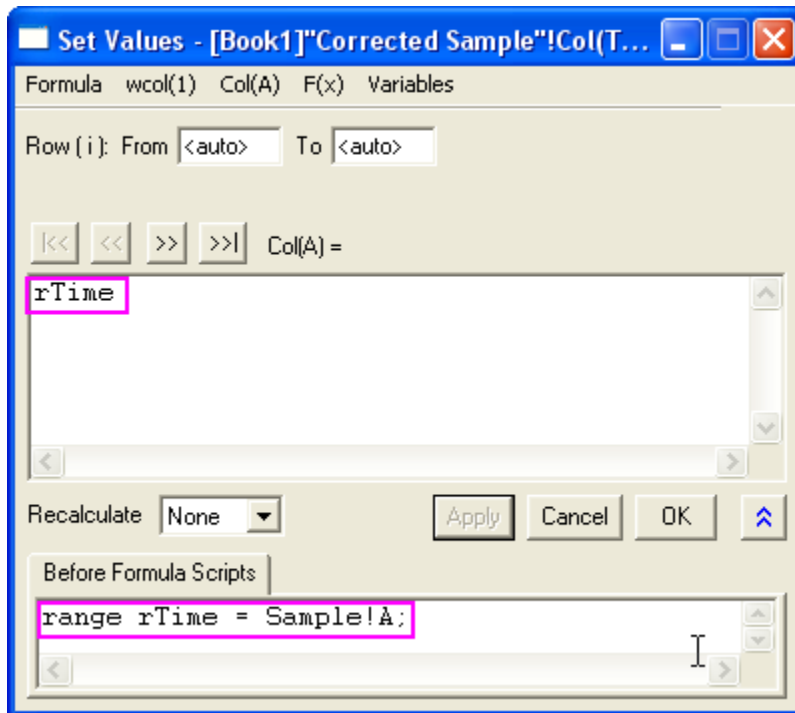 Set Values - [Book1]"Corrected Sample"!Col(T...
Formula wcol(1) Col(A) F(x) Variables
Row (i): From <auto> To <auto>
|<< << >> >>| Col(A) =
rTime
Recalculate None Apply Cancel OK
Before Formula Scripts
range rTime = Sample!A;